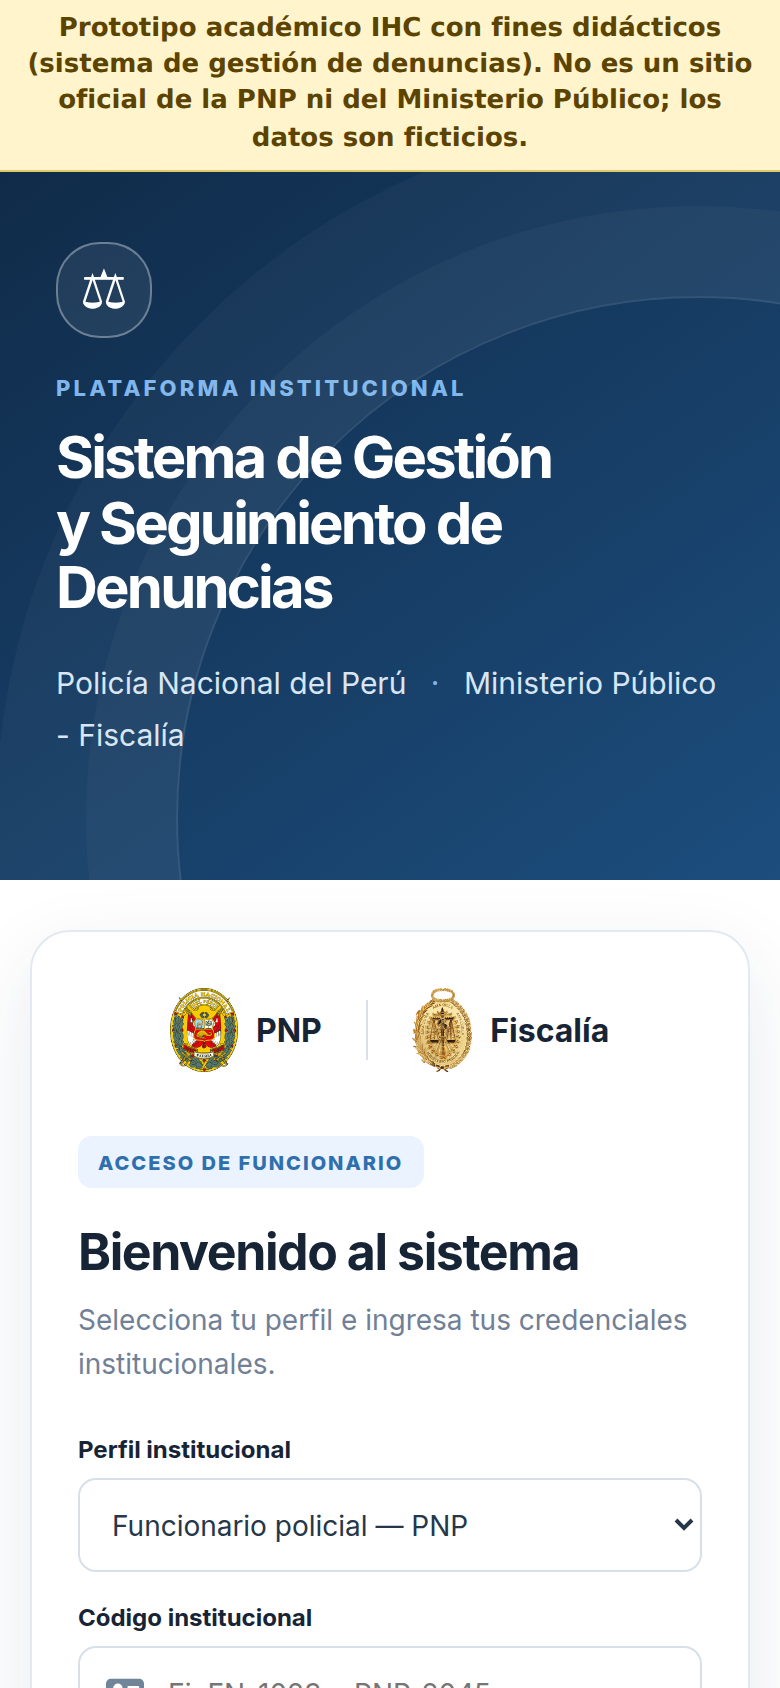 Prototipo académico IHC con fines didácticos
(sistema de gestión de denuncias). No es un sitio
oficial de la PNP ni del Ministerio Público; los
datos son ficticios.
PLATAFORMA INSTITUCIONAL
Sistema de Gestión
y Seguimiento de
Denuncias
Policía Nacional del Perú · Ministerio Público
- Fiscalía
PNP
Fiscalía
ACCESO DE FUNCIONARIO
Bienvenido al sistema
Selecciona tu perfil e ingresa tus credenciales
institucionales.
Perfil institucional
Funcionario policial — PNP
Código institucional